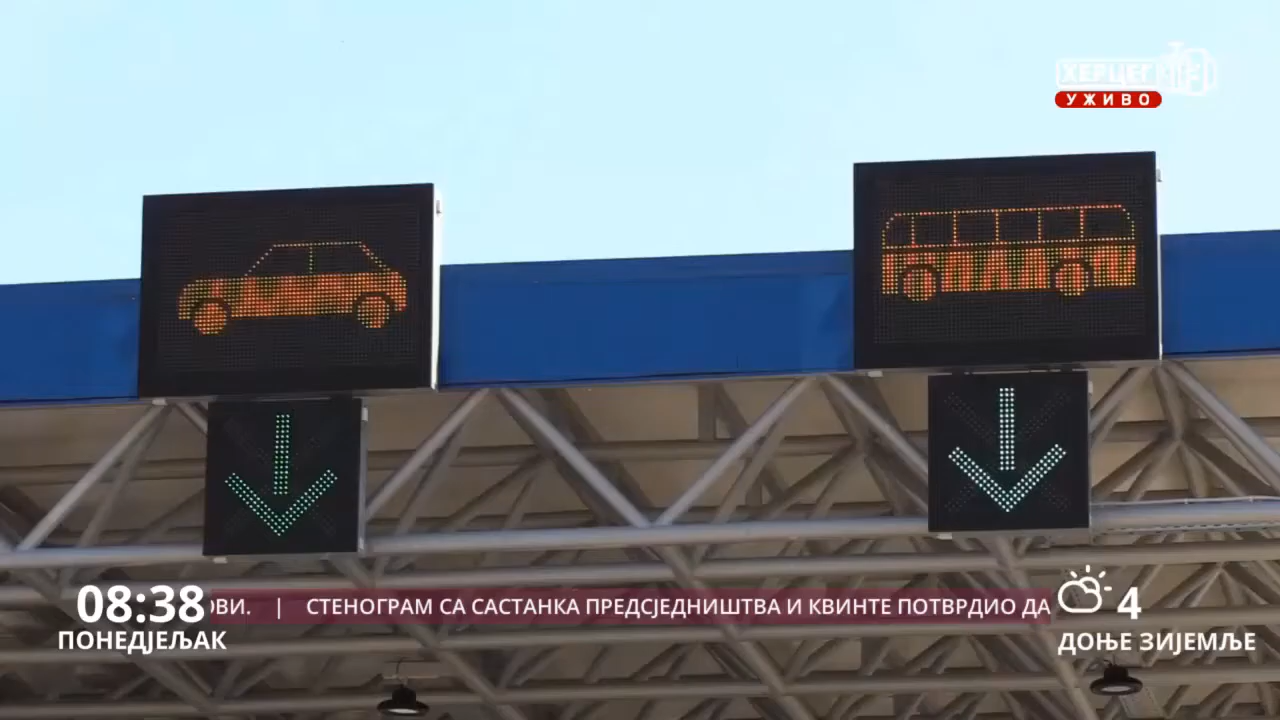 ХЕРЦЕГ
УЖИВО
08:38
ОВИ. | СТЕНОГРАМ СА САСТАНКА ПРЕДСЈЕДНИШТВА И КВИНТЕ ПОТВРДИО ДА
4
ПОНЕДЈЕЉАК
ДОЊЕ ЗИЈЕМЉЕ